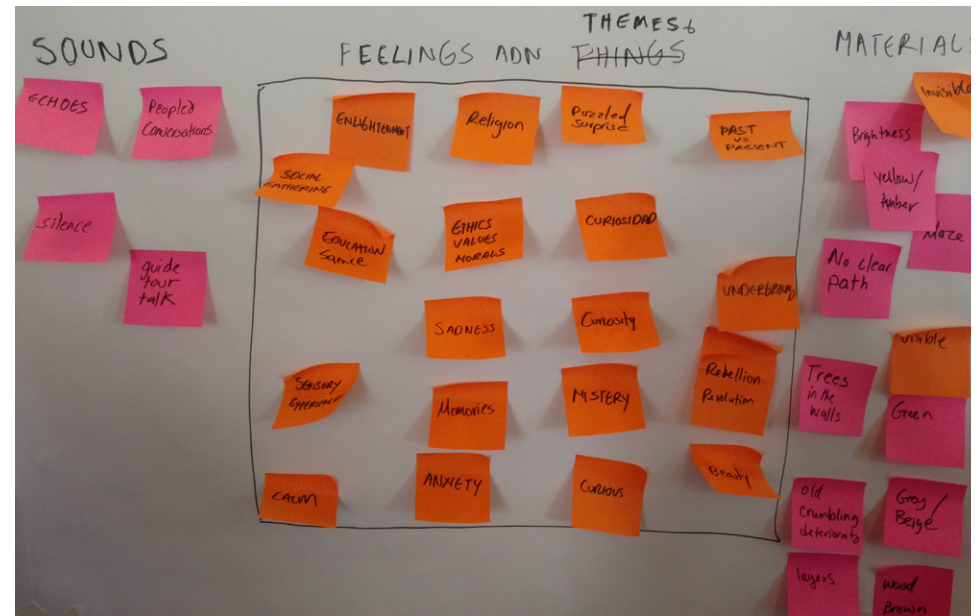 SOUNDS
ECHOES
Peopled
Conversations
Silence
guide
tour
talk
THEMES &
FEELINGS ADN THINGS
ENLIGHTENMENT
Religion
Puzzled
Surprise
PAST
VS
PRESENT
SOCIAL
GATHERING
EDUCATION
Science
ETHICS
VALUES
MORALS
CURIOSIDAD
UNDERGROUND
SADNESS
Curiosity
SENSORY
EXPERIENCE
Memories
MISTERY
Rebellion
Revolution
CALM
ANXIETY
CURIOUS
Beauty
MATERIALS
Invisible
Brightness
Yellow/
Amber
Maze
No clear
path
Visible
Trees
in the
walls
Green
old
Crumbling
Grey/
Beige
layers
wood
Brown